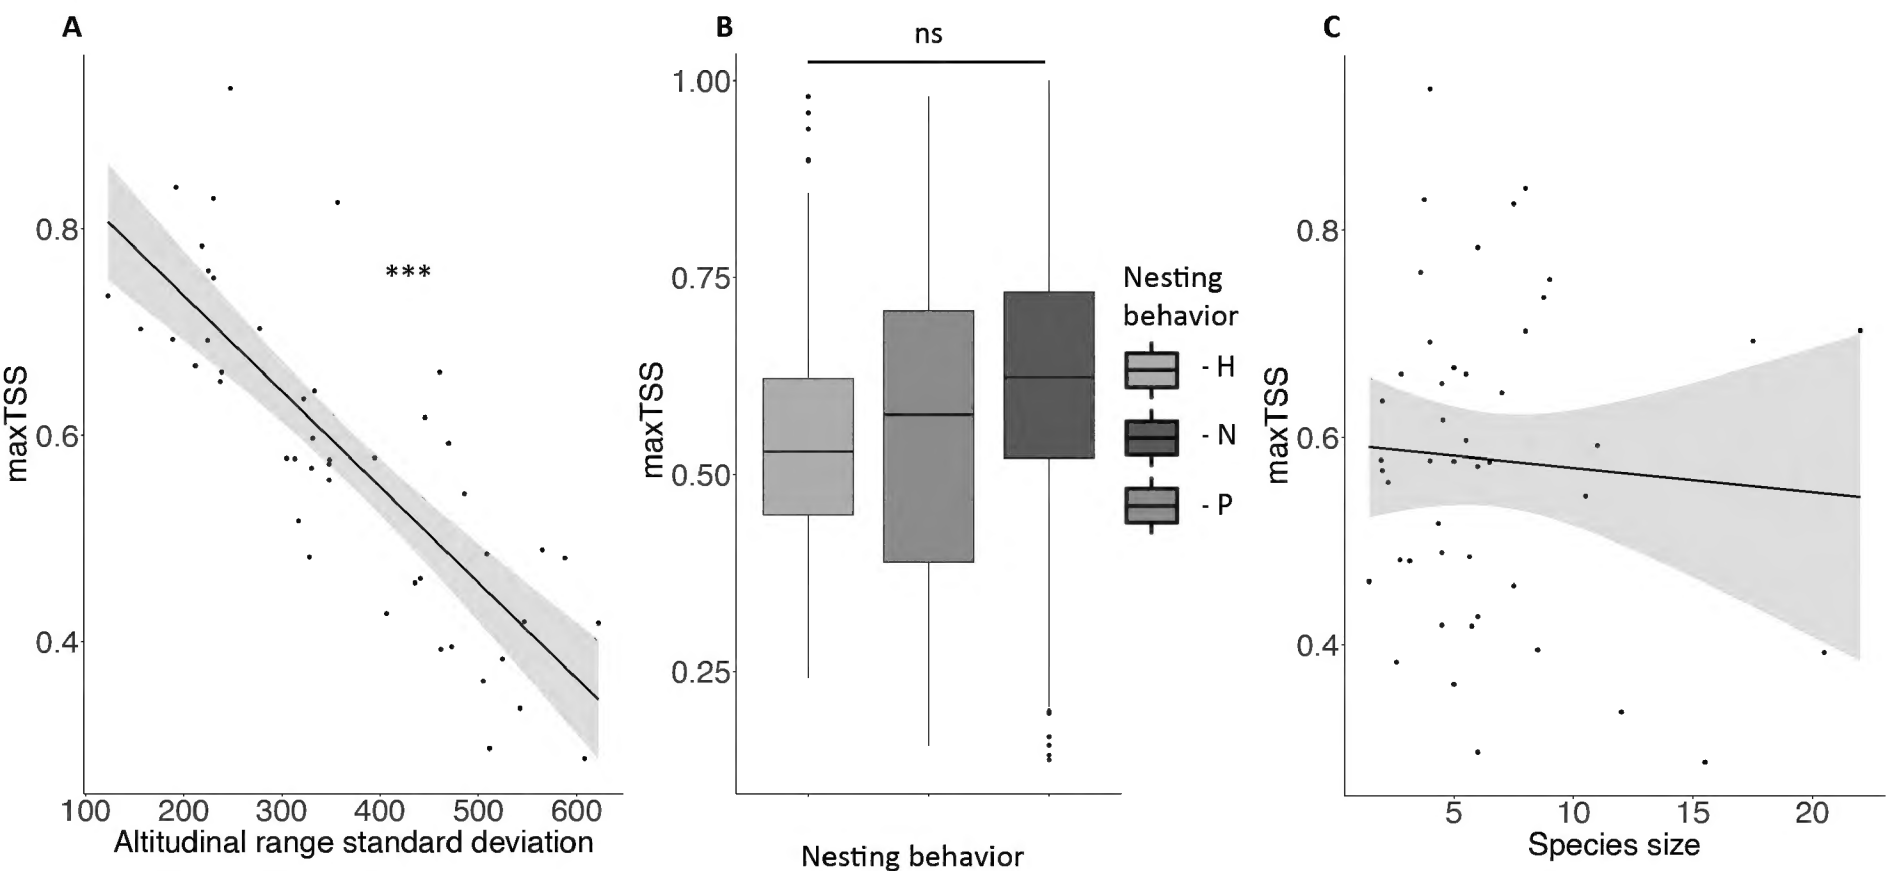 A
maxTSS
0.8
0.6
0.4
***
100 200 300 400 500 600
Altitudinal range standard deviation
B
ns
maxTSS
1.00
0.75
0.50
0.25
Nesting behavior
Nesting
behavior
- H
- N
- P
C
maxTSS
0.8
0.6
0.4
5 10 15 20
Species size